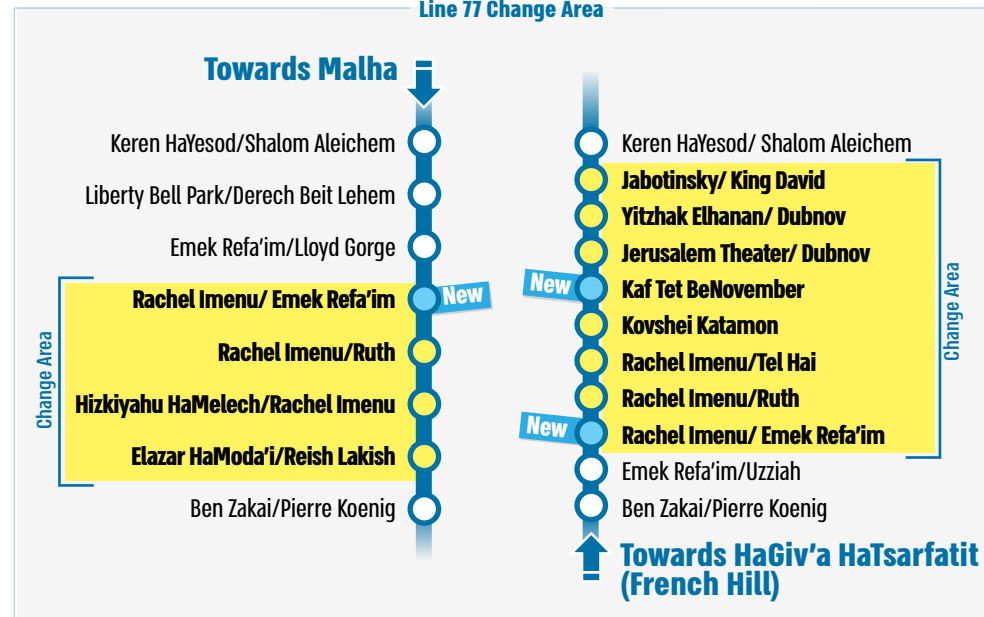 Line 77 Change Area
Towards Malha
Keren HaYesod/Shalom Aleichem
Liberty Bell Park/Derech Beit Lehem
Emek Refa'im/Lloyd Gorge
Rachel Imenu/ Emek Refa'im
New
Rachel Imenu/Ruth
Hizkiyahu HaMelech/Rachel Imenu
Elazar HaModa'i/Reish Lakish
Ben Zakai/Pierre Koenig
Change Area
Keren HaYesod/ Shalom Aleichem
Jabotinsky/ King David
Yitzhak Elhanan/ Dubnov
Jerusalem Theater/ Dubnov
New
Kaf Tet BeNovember
Kovshei Katamon
Rachel Imenu/Tel Hai
Rachel Imenu/Ruth
New
Rachel Imenu/ Emek Refa'im
Emek Refa'im/Uzziah
Ben Zakai/Pierre Koenig
Change Area
Towards HaGiv'a HaTsarfatit
(French Hill)